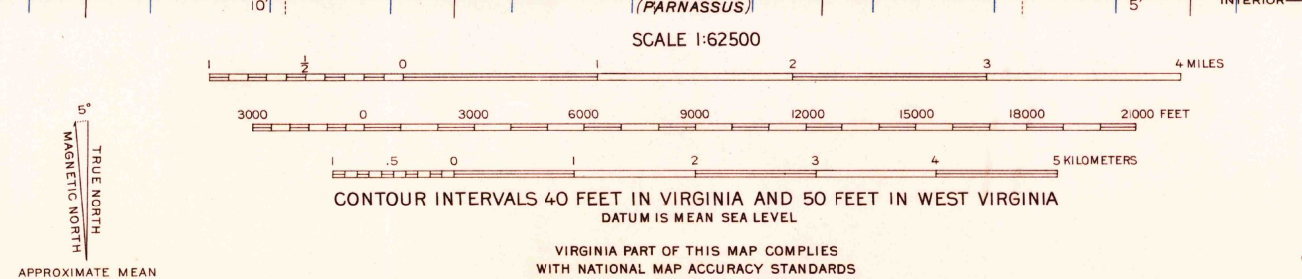 10' (PARNASSUS) 5' INTERIOR—
SCALE 1:62500
1 1/2 0 1 2 3 4 MILES
3000 0 3000 6000 9000 12000 15000 18000 21000 FEET
1 .5 0 1 2 3 4 5 KILOMETERS
5°
TRUE NORTH
MAGNETIC NORTH
APPROXIMATE MEAN
CONTOUR INTERVALS 40 FEET IN VIRGINIA AND 50 FEET IN WEST VIRGINIA
DATUM IS MEAN SEA LEVEL
VIRGINIA PART OF THIS MAP COMPLIES
WITH NATIONAL MAP ACCURACY STANDARDS